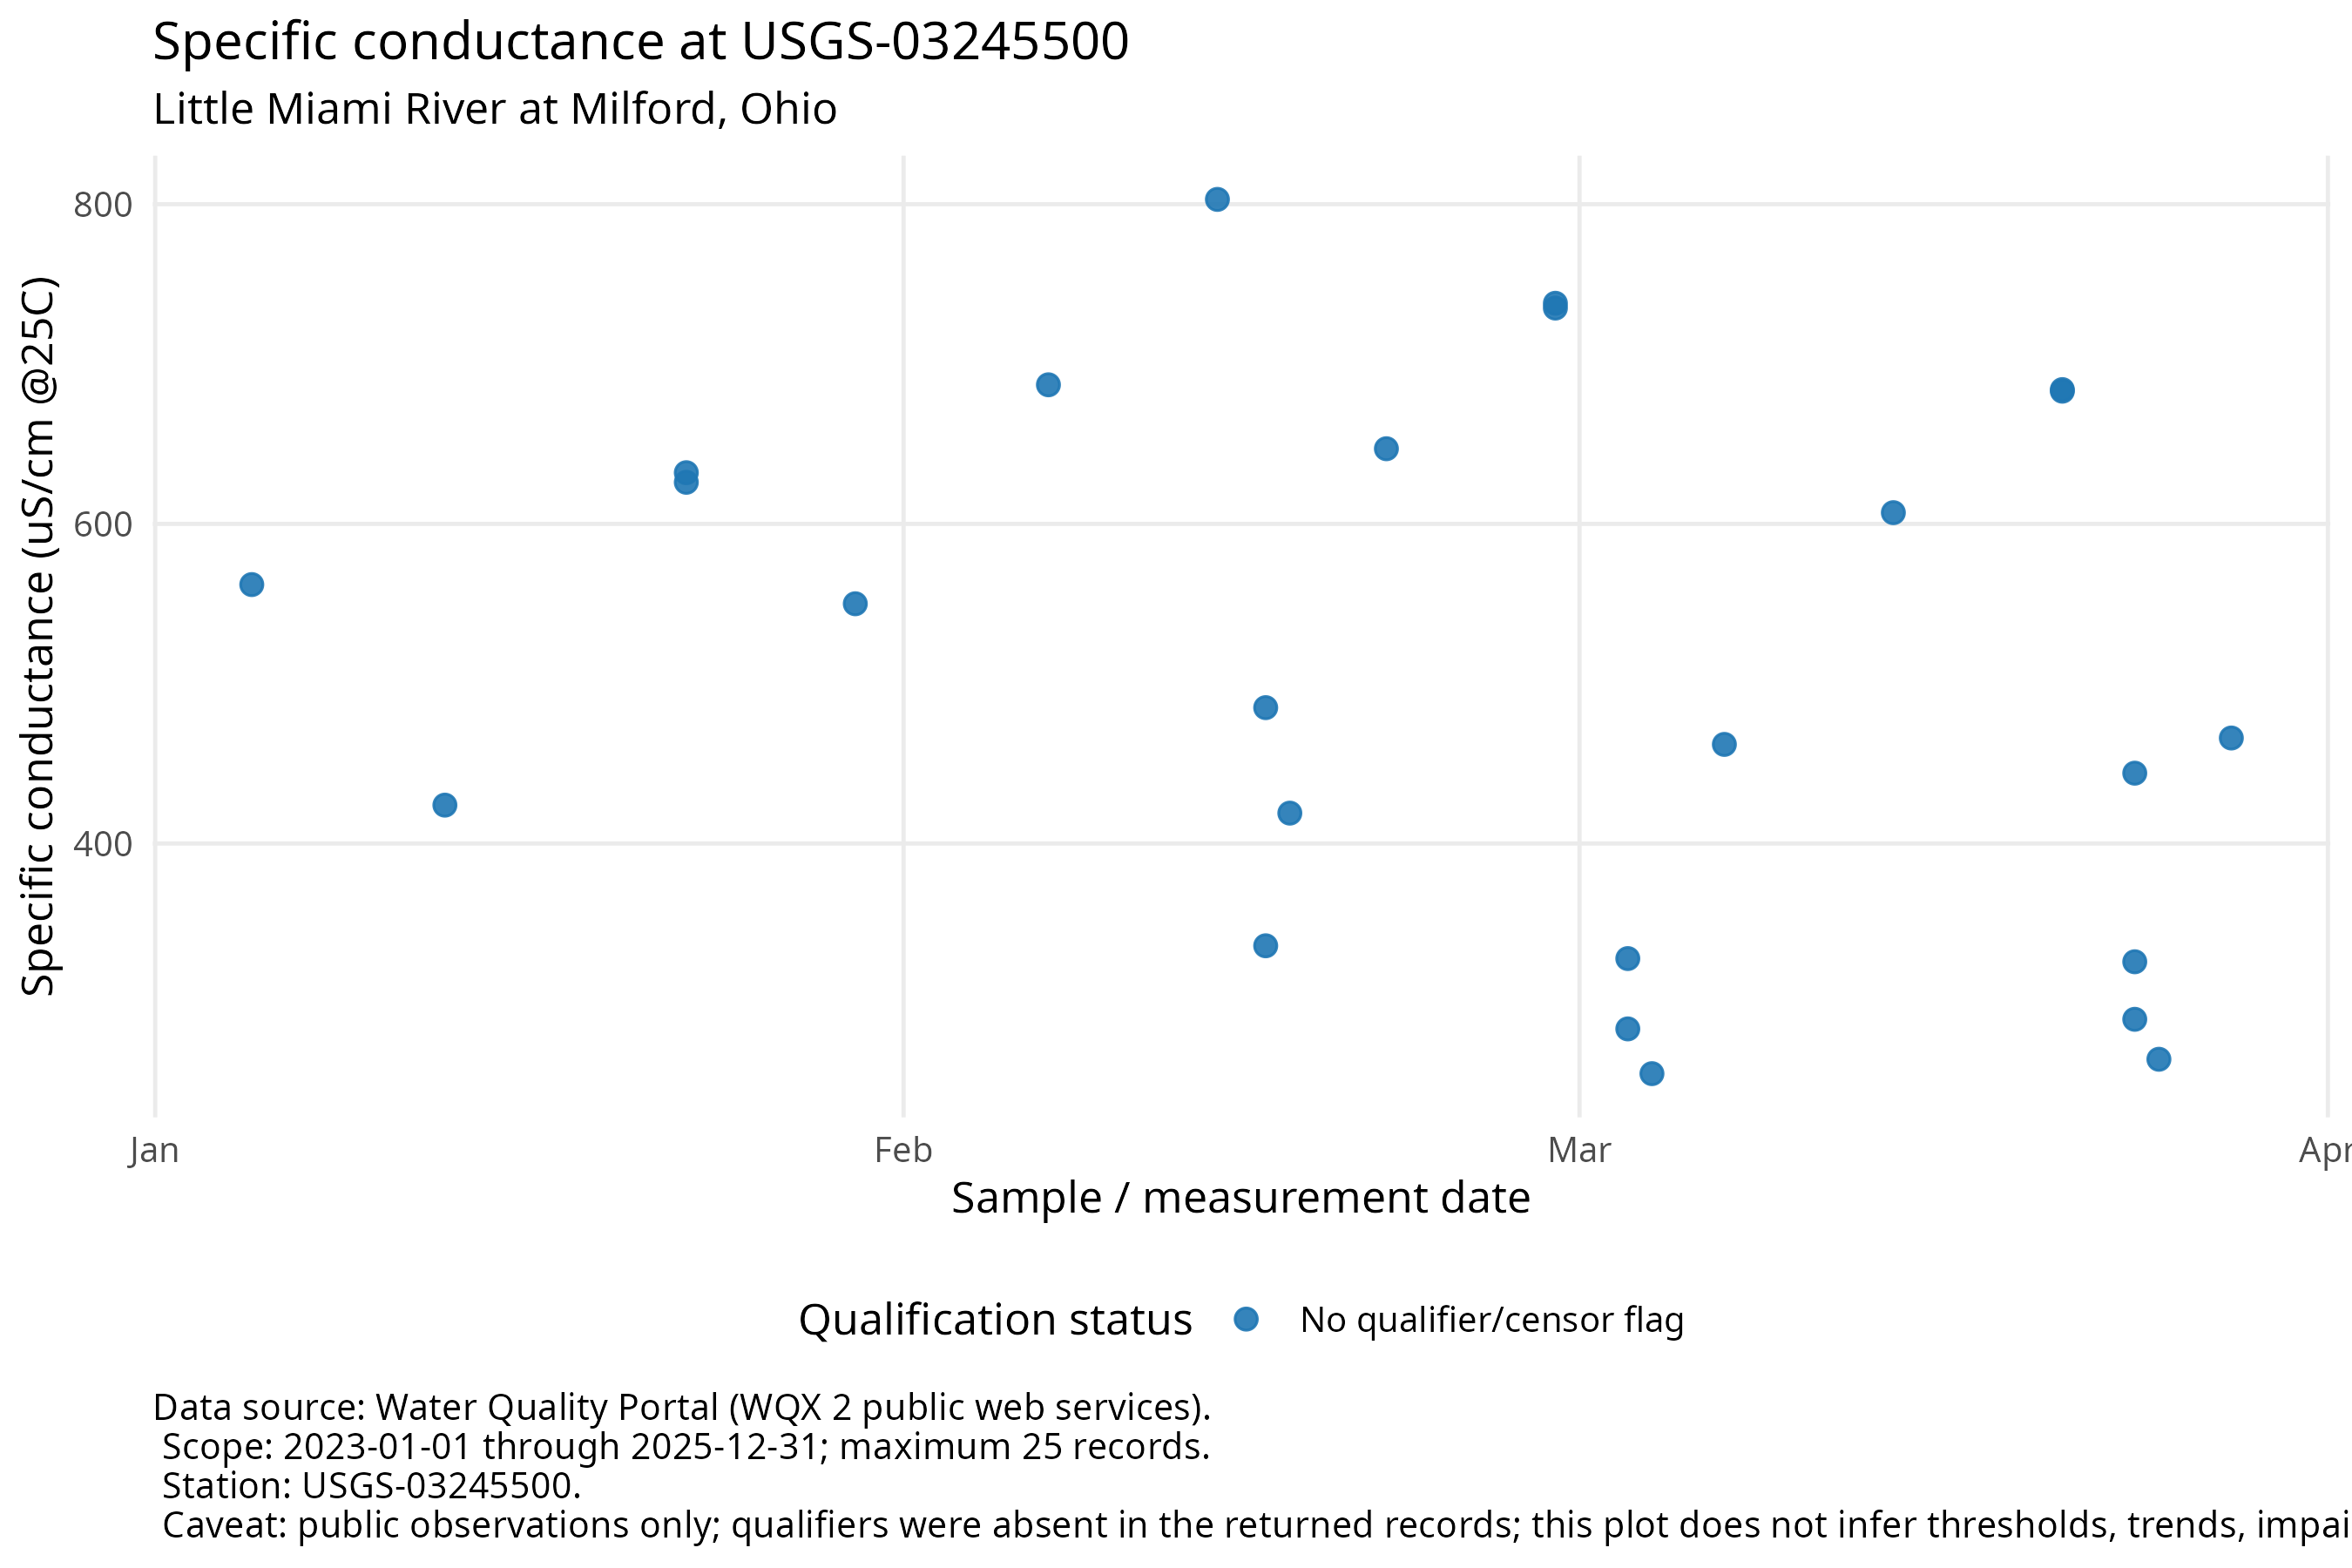 Specific conductance at USGS-03245500
Little Miami River at Milford, Ohio
Specific conductance (uS/cm @25C)
800
600
400
Jan
Feb
Mar
Apr
Sample / measurement date
Qualification status
No qualifier/censor flag
Data source: Water Quality Portal (WQX 2 public web services).
Scope: 2023-01-01 through 2025-12-31; maximum 25 records.
Station: USGS-03245500.
Caveat: public observations only; qualifiers were absent in the returned records; this plot does not infer thresholds, trends,